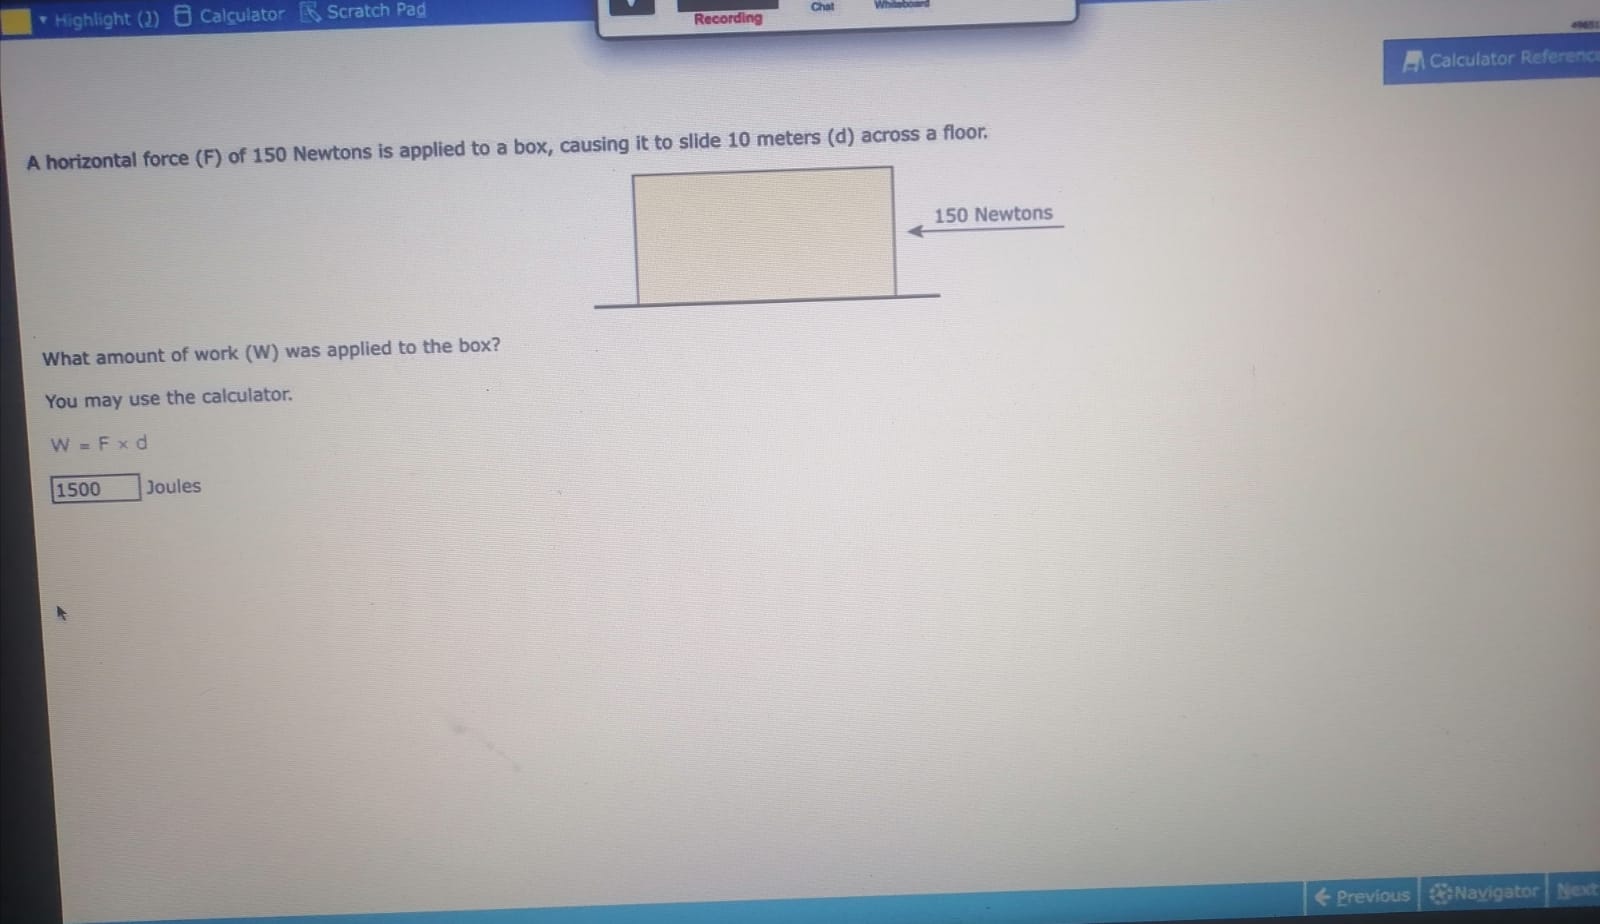 Highlight (J) Calculator Scratch Pad
Recording Chat Whiteboard
Calculator Reference
A horizontal force (F) of 150 Newtons is applied to a box, causing it to slide 10 meters (d) across a floor.
150 Newtons
What amount of work (W) was applied to the box?
You may use the calculator.
W = F × d
1500 Joules
Previous Navigator Next